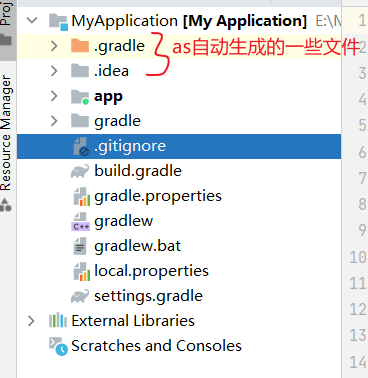 Proj
MyApplication [My Application] E:\M
1
.gradle
as自动生成的一些文件
2
.idea
3
app
4
gradle
5
.gitignore
6
build.gradle
7
gradle.properties
8
gradlew
9
gradlew.bat
10
local.properties
11
settings.gradle
12
External Libraries
13
Scratches and Consoles
14
Resource Manager
C++